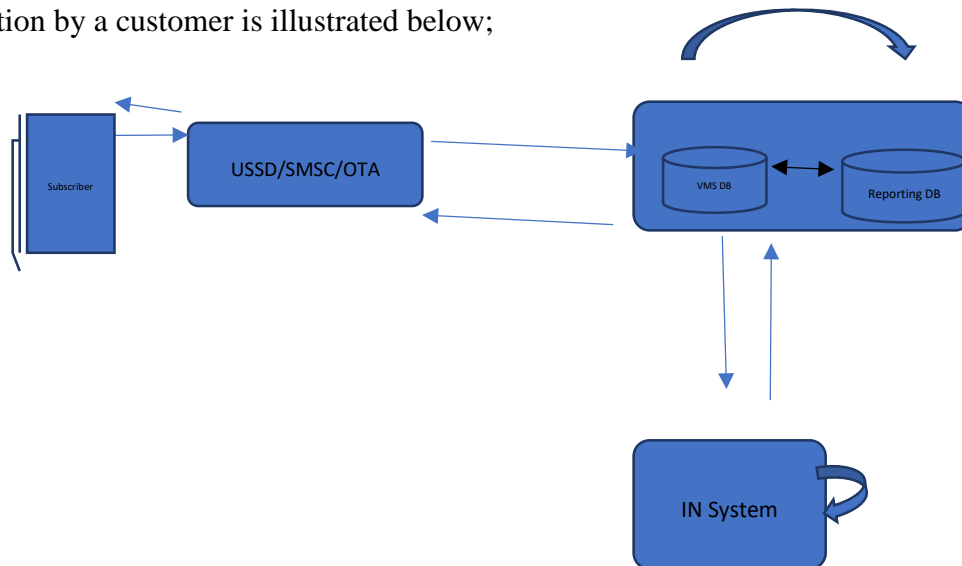 tion by a customer is illustrated below;
Subscriber
USSD/SMSC/OTA
VMS DB
Reporting DB
IN System